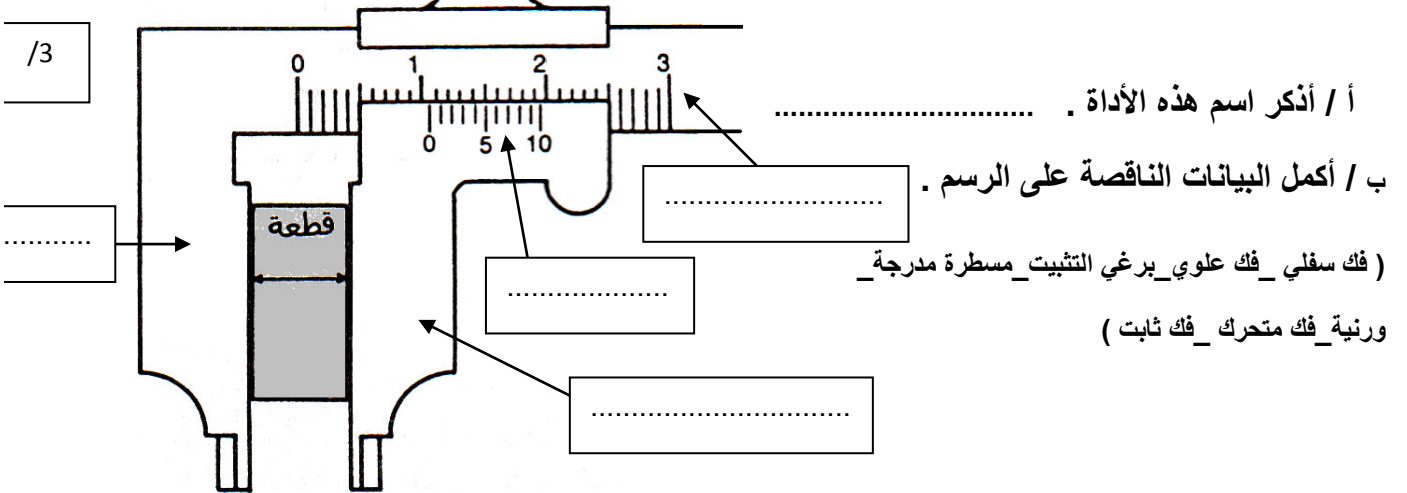 /3
0 1 2 3
أ / أذكر اسم هذه الأداة . ................................
0 5 10
ب / أكمل البيانات الناقصة على الرسم .
...........................
قطعة
...........
( فك سفلي _فك علوي_برغي التثبيت_مسطرة مدرجة_
....................
ورنية_فك متحرك _فك ثابت )
................................